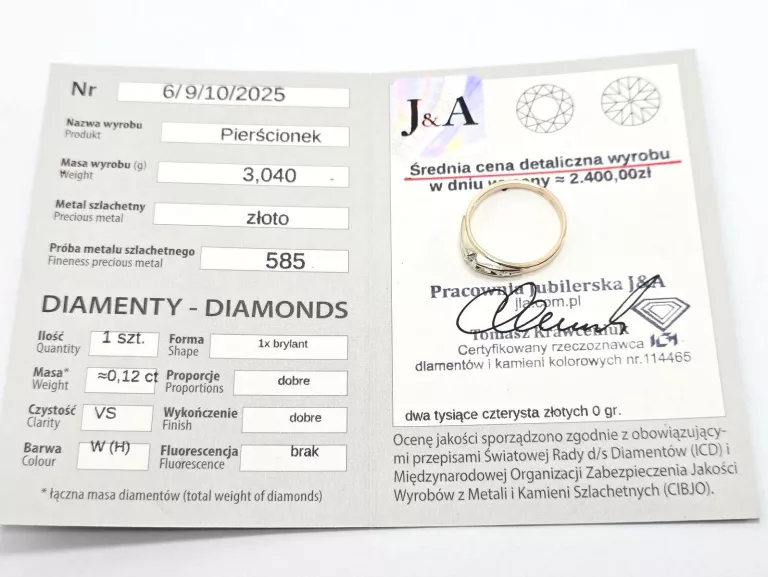 Nr 6/9/10/2025
Nazwa wyrobu
Produkt
Pierścionek
Masa wyrobu (g)
Weight
3,040
Metal szlachetny
Precious metal
złoto
Próba metalu szlachetnego
Fineness precious metal
585
DIAMENTY - DIAMONDS
Ilość
Quantity
1 szt.
Forma
Shape
1x brylant
Masa*
Weight
≈0,12 ct
Proporcje
Proportions
dobre
Czystość
Clarity
VS
Wykończenie
Finish
dobre
Barwa
Colour
W (H)
Fluorescencja
Fluorescence
brak
* łączna masa diamentów (total weight of diamonds)
J&A
Średnia cena detaliczna wyrobu
w dniu ≈ 2.400,00zł
Pracownia Jubilerska J&A
jla.com.pl
Tomasz Krawczeniuk
Certyfikowany rzeczoznawca
diamentów i kamieni kolorowych nr.114465
dwa tysiące czterysta złotych 0 gr.
Ocenę jakości sporządzono zgodnie z obowiązujący-
mi przepisami Światowej Rady d/s Diamentów (ICD) i
Międzynarodowej Organizacji Zabezpieczenia Jakości
Wyrobów z Metali i Kamieni Szlachetnych (CIBJO).